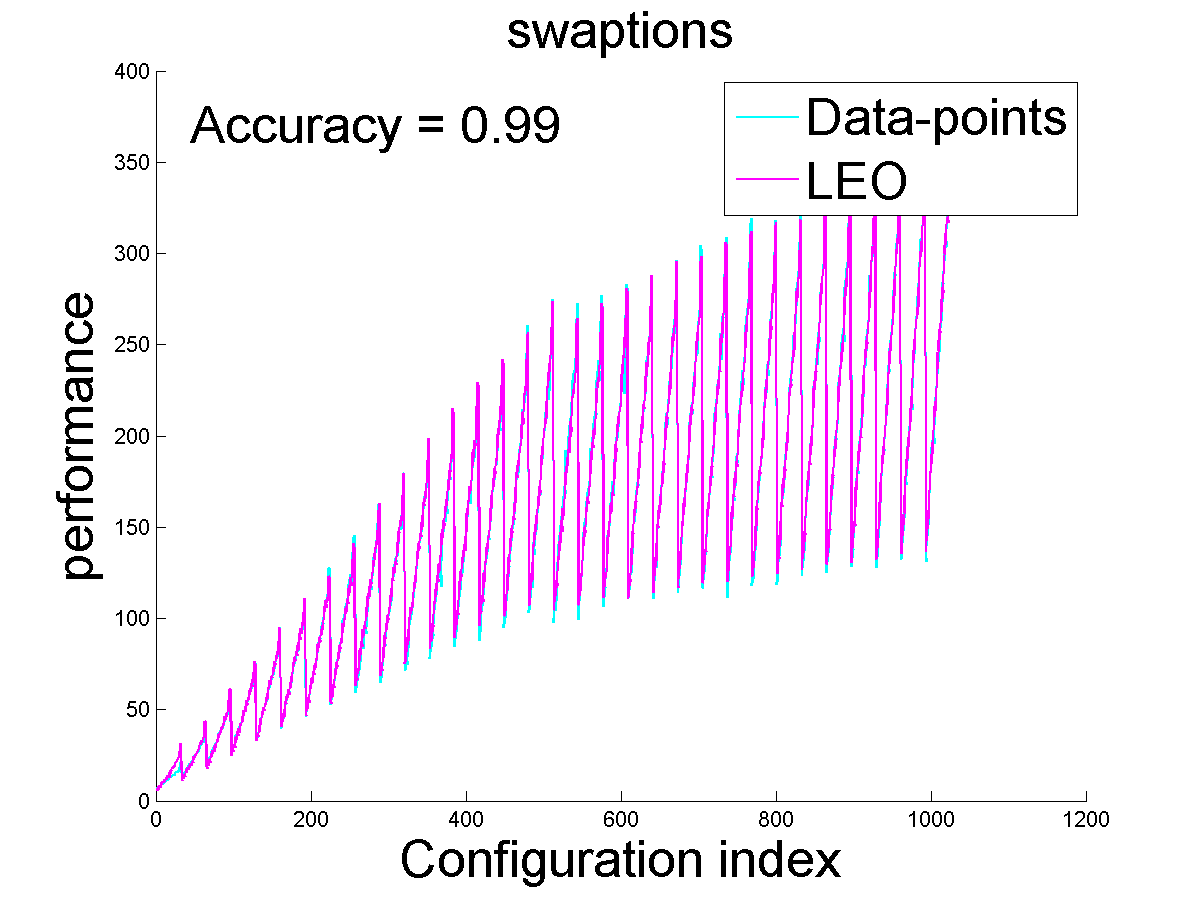 swaptions
Accuracy = 0.99
Data-points
LEO
performance
400
350
300
250
200
150
100
50
0
0 200 400 600 800 1000 1200
Configuration index